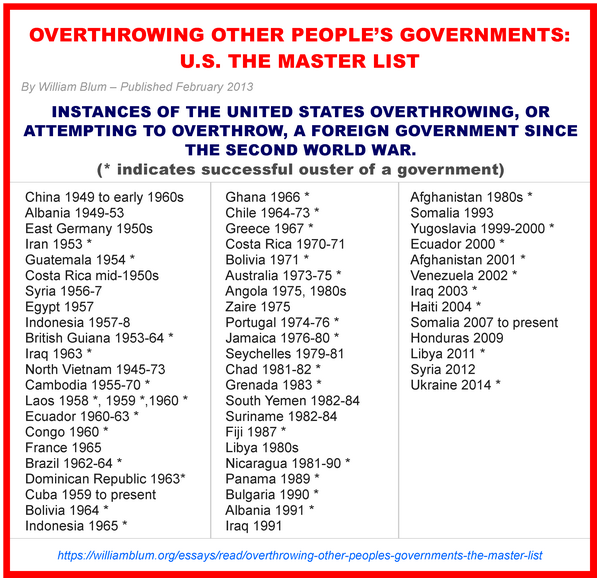 OVERTHROWING OTHER PEOPLE'S GOVERNMENTS:
U.S. THE MASTER LIST
By William Blum – Published February 2013
INSTANCES OF THE UNITED STATES OVERTHROWING, OR
ATTEMPTING TO OVERTHROW, A FOREIGN GOVERNMENT SINCE
THE SECOND WORLD WAR.
(* indicates successful ouster of a government)
China 1949 to early 1960s
Albania 1949-53
East Germany 1950s
Iran 1953 *
Guatemala 1954 *
Costa Rica mid-1950s
Syria 1956-7
Egypt 1957
Indonesia 1957-8
British Guiana 1953-64 *
Iraq 1963 *
North Vietnam 1945-73
Cambodia 1955-70 *
Laos 1958 *, 1959 *,1960 *
Ecuador 1960-63 *
Congo 1960 *
France 1965
Brazil 1962-64 *
Dominican Republic 1963*
Cuba 1959 to present
Bolivia 1964 *
Indonesia 1965 *
Ghana 1966 *
Chile 1964-73 *
Greece 1967 *
Costa Rica 1970-71
Bolivia 1971 *
Australia 1973-75 *
Angola 1975, 1980s
Zaire 1975
Portugal 1974-76 *
Jamaica 1976-80 *
Seychelles 1979-81
Chad 1981-82 *
Grenada 1983 *
South Yemen 1982-84
Suriname 1982-84
Fiji 1987 *
Libya 1980s
Nicaragua 1981-90 *
Panama 1989 *
Bulgaria 1990 *
Albania 1991 *
Iraq 1991
Afghanistan 1980s *
Somalia 1993
Yugoslavia 1999-2000 *
Ecuador 2000 *
Afghanistan 2001 *
Venezuela 2002 *
Iraq 2003 *
Haiti 2004 *
Somalia 2007 to present
Honduras 2009
Libya 2011 *
Syria 2012
Ukraine 2014 *
https://williamblum.org/essays/read/overthrowing-other-peoples-governments-the-master-list